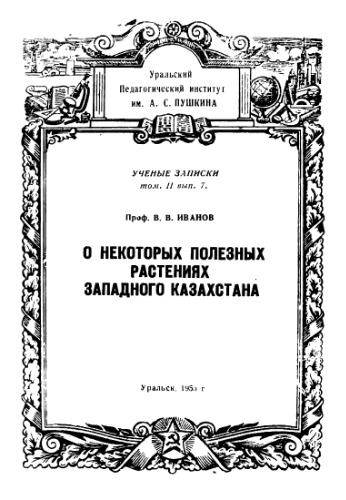 Уральский
Педагогический институт
им. А. С. ПУШКИНА
УЧЕНЫЕ ЗАПИСКИ
том. II вып. 7.
Проф. В. В. ИВАНОВ
О НЕКОТОРЫХ ПОЛЕЗНЫХ
РАСТЕНИЯХ
ЗАПАДНОГО КАЗАХСТАНА
Уральск, г